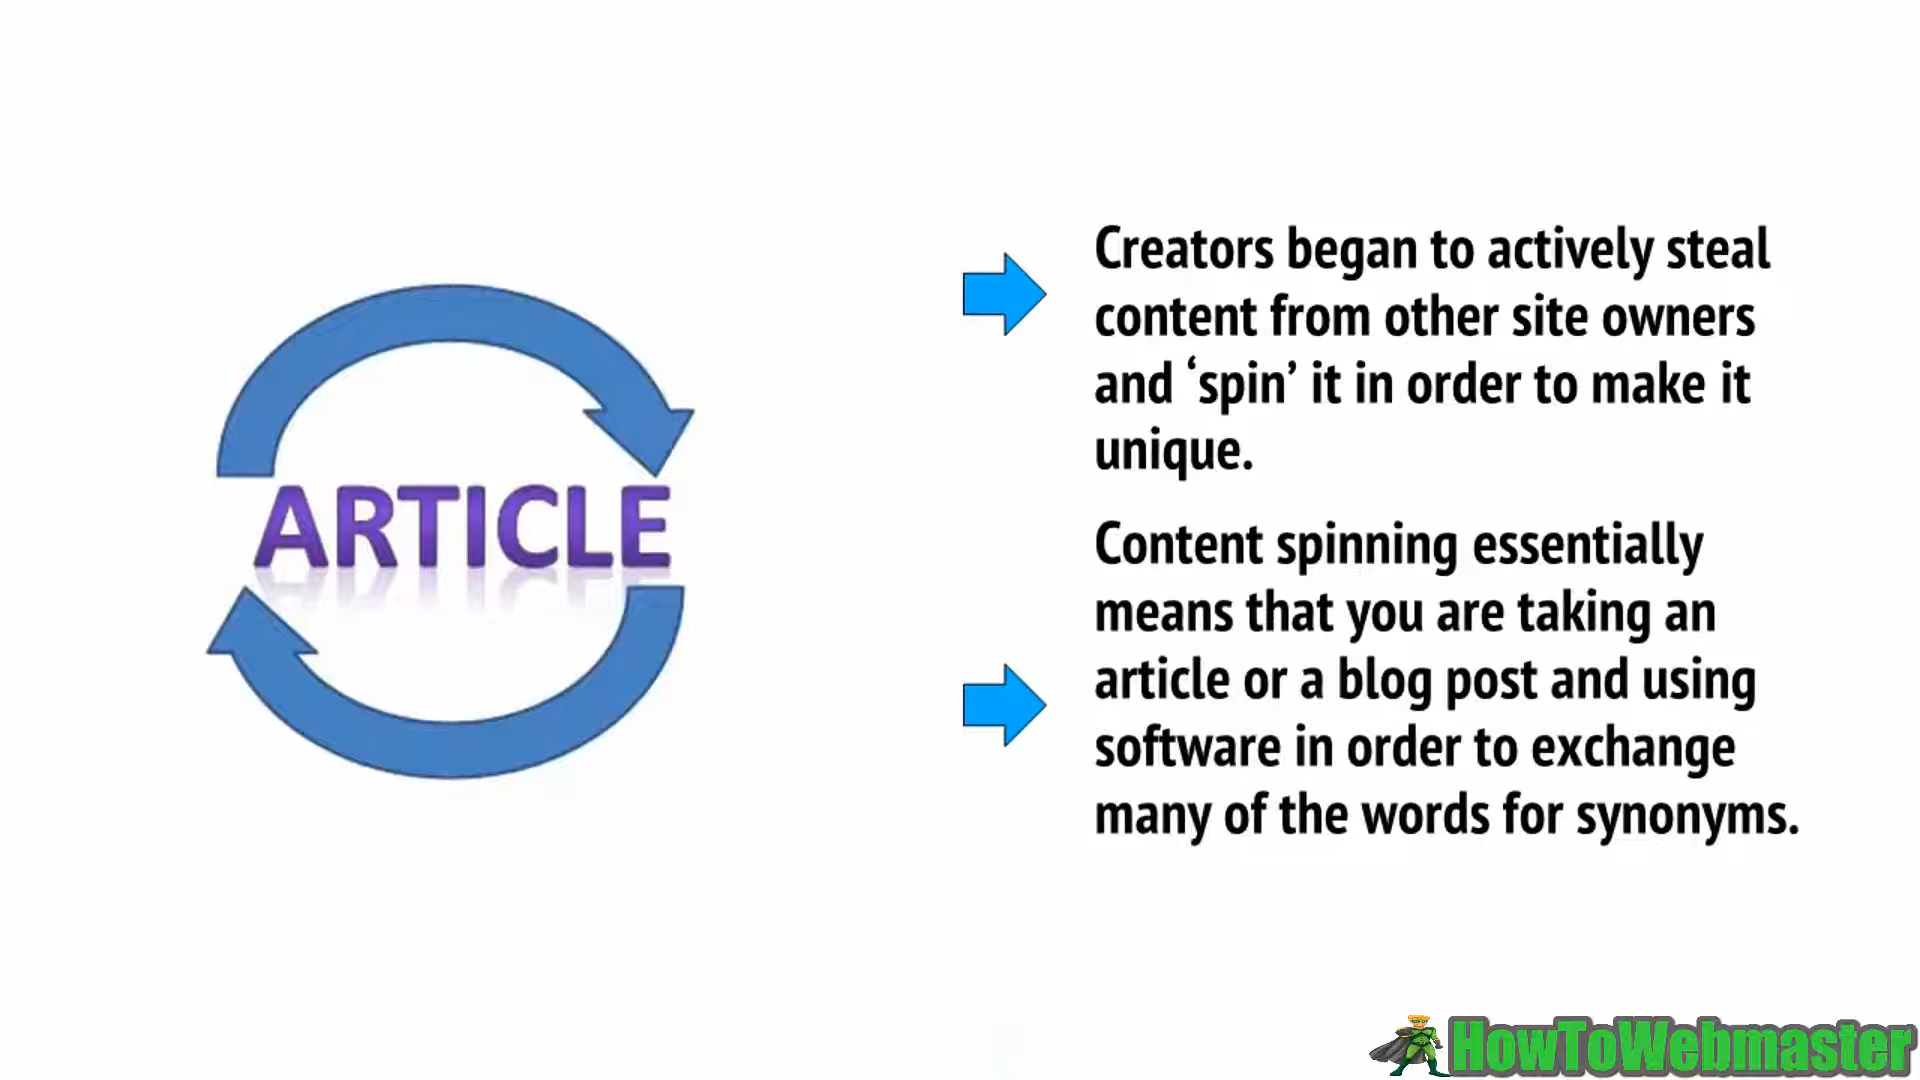 ARTICLE
Creators began to actively steal
content from other site owners
and ‘spin’ it in order to make it
unique.
Content spinning essentially
means that you are taking an
article or a blog post and using
software in order to exchange
many of the words for synonyms.
HowToWebmaster